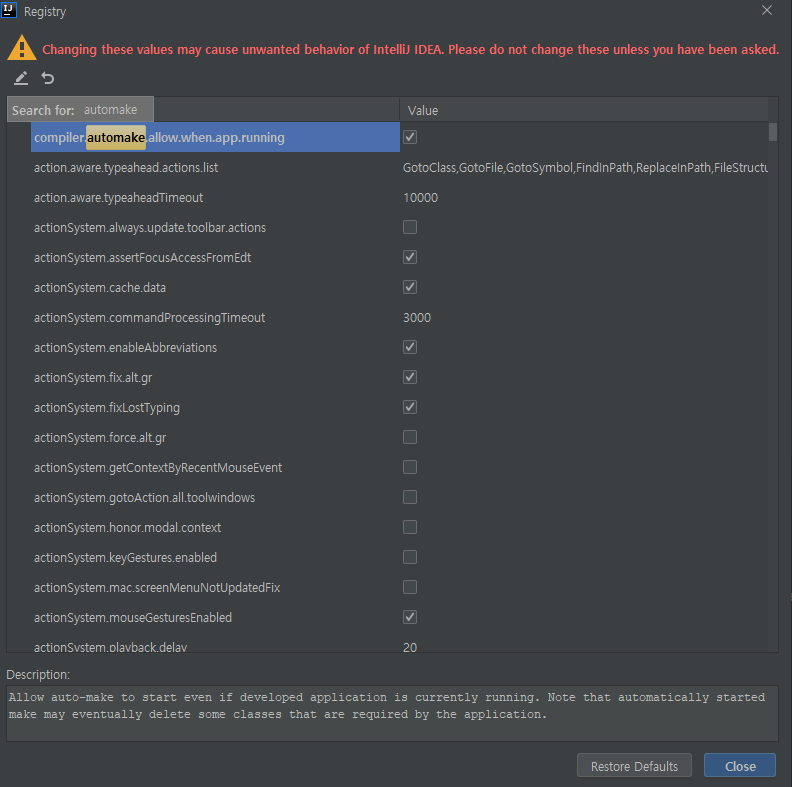 IJ Registry
Changing these values may cause unwanted behavior of IntelliJ IDEA. Please do not change these unless you have been asked.
Search for: automake Value
compiler.automake.allow.when.app.running
action.aware.typeahead.actions.list GotoClass,GotoFile,GotoSymbol,FindInPath,ReplaceInPath,FileStructu
action.aware.typeaheadTimeout 10000
actionSystem.always.update.toolbar.actions
actionSystem.assertFocusAccessFromEdt
actionSystem.cache.data
actionSystem.commandProcessingTimeout 3000
actionSystem.enableAbbreviations
actionSystem.fix.alt.gr
actionSystem.fixLostTyping
actionSystem.force.alt.gr
actionSystem.getContextByRecentMouseEvent
actionSystem.gotoAction.all.toolwindows
actionSystem.honor.modal.context
actionSystem.keyGestures.enabled
actionSystem.mac.screenMenuNotUpdatedFix
actionSystem.mouseGesturesEnabled
actionSystem.playback.delay 20
Description:
Allow auto-make to start even if developed application is currently running. Note that automatically started
make may eventually delete some classes that are required by the application.
Restore Defaults Close